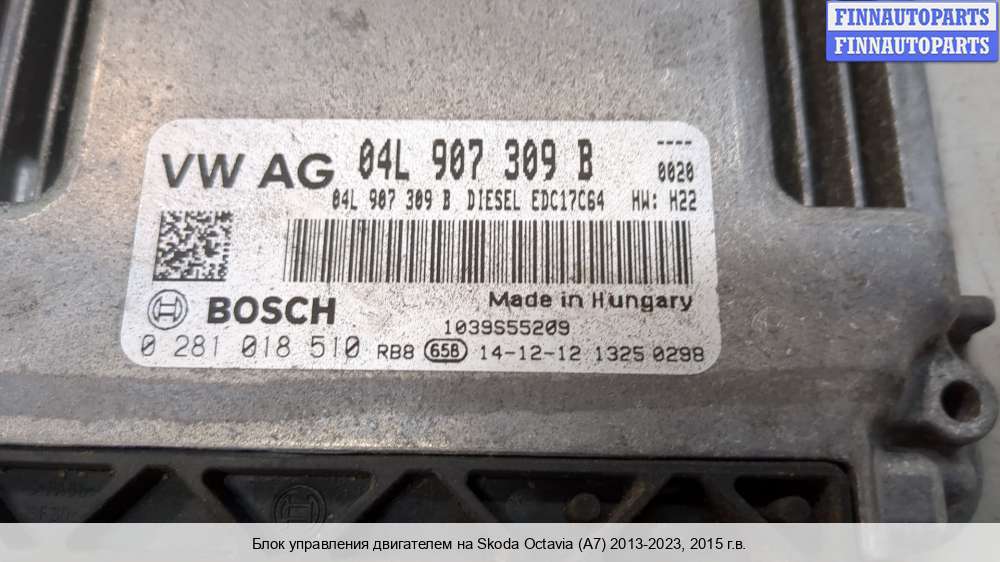 FINNAUTOPARTS
FINNAUTOPARTS
VW AG 04L 907 309 B ----
0020
04L 907 309 B DIESEL EDC17C64 HW: H22
BOSCH Made in Hungary
1039S55209
0 281 018 510 RB8 65B 14-12-12 1325 0298
Блок управления двигателем на Skoda Octavia (A7) 2013-2023, 2015 г.в.